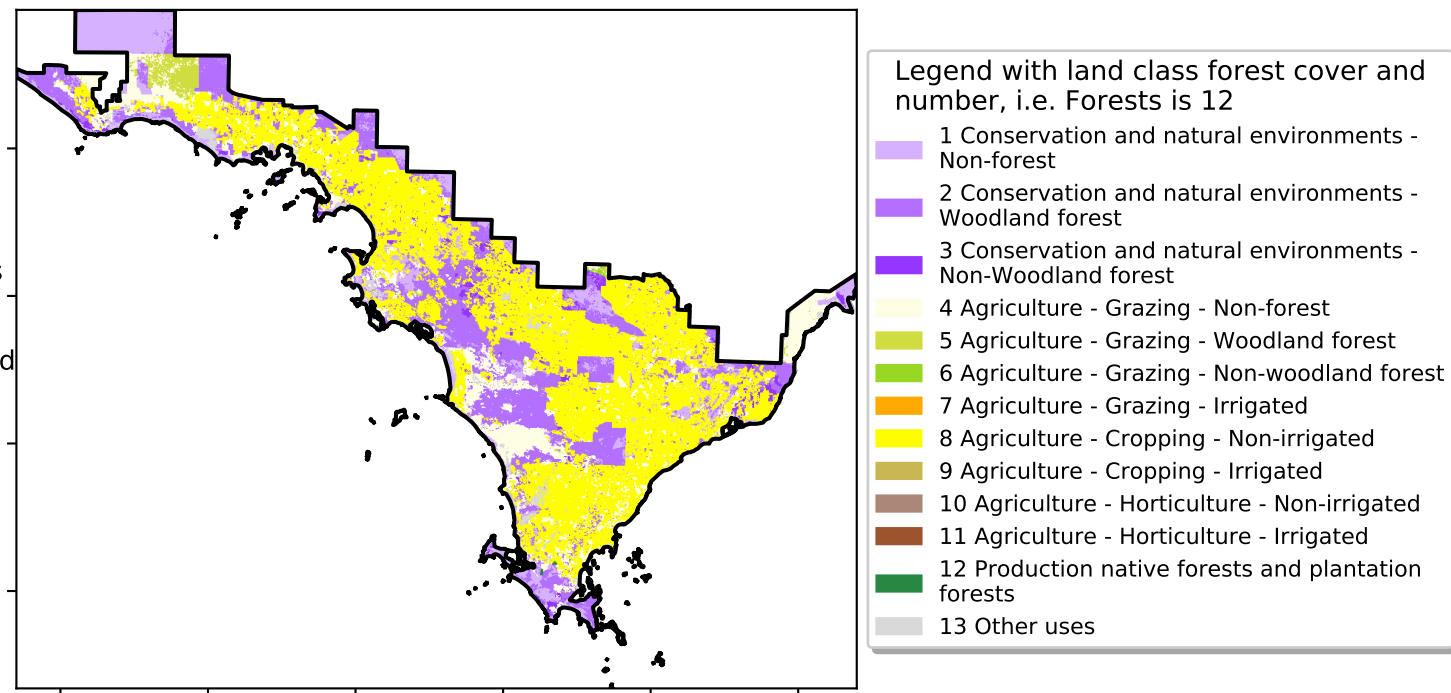 Legend with land class forest cover and
number, i.e. Forests is 12
1 Conservation and natural environments -
Non-forest
2 Conservation and natural environments -
Woodland forest
3 Conservation and natural environments -
Non-Woodland forest
4 Agriculture - Grazing - Non-forest
5 Agriculture - Grazing - Woodland forest
6 Agriculture - Grazing - Non-woodland forest
7 Agriculture - Grazing - Irrigated
8 Agriculture - Cropping - Non-irrigated
9 Agriculture - Cropping - Irrigated
10 Agriculture - Horticulture - Non-irrigated
11 Agriculture - Horticulture - Irrigated
12 Production native forests and plantation
forests
13 Other uses